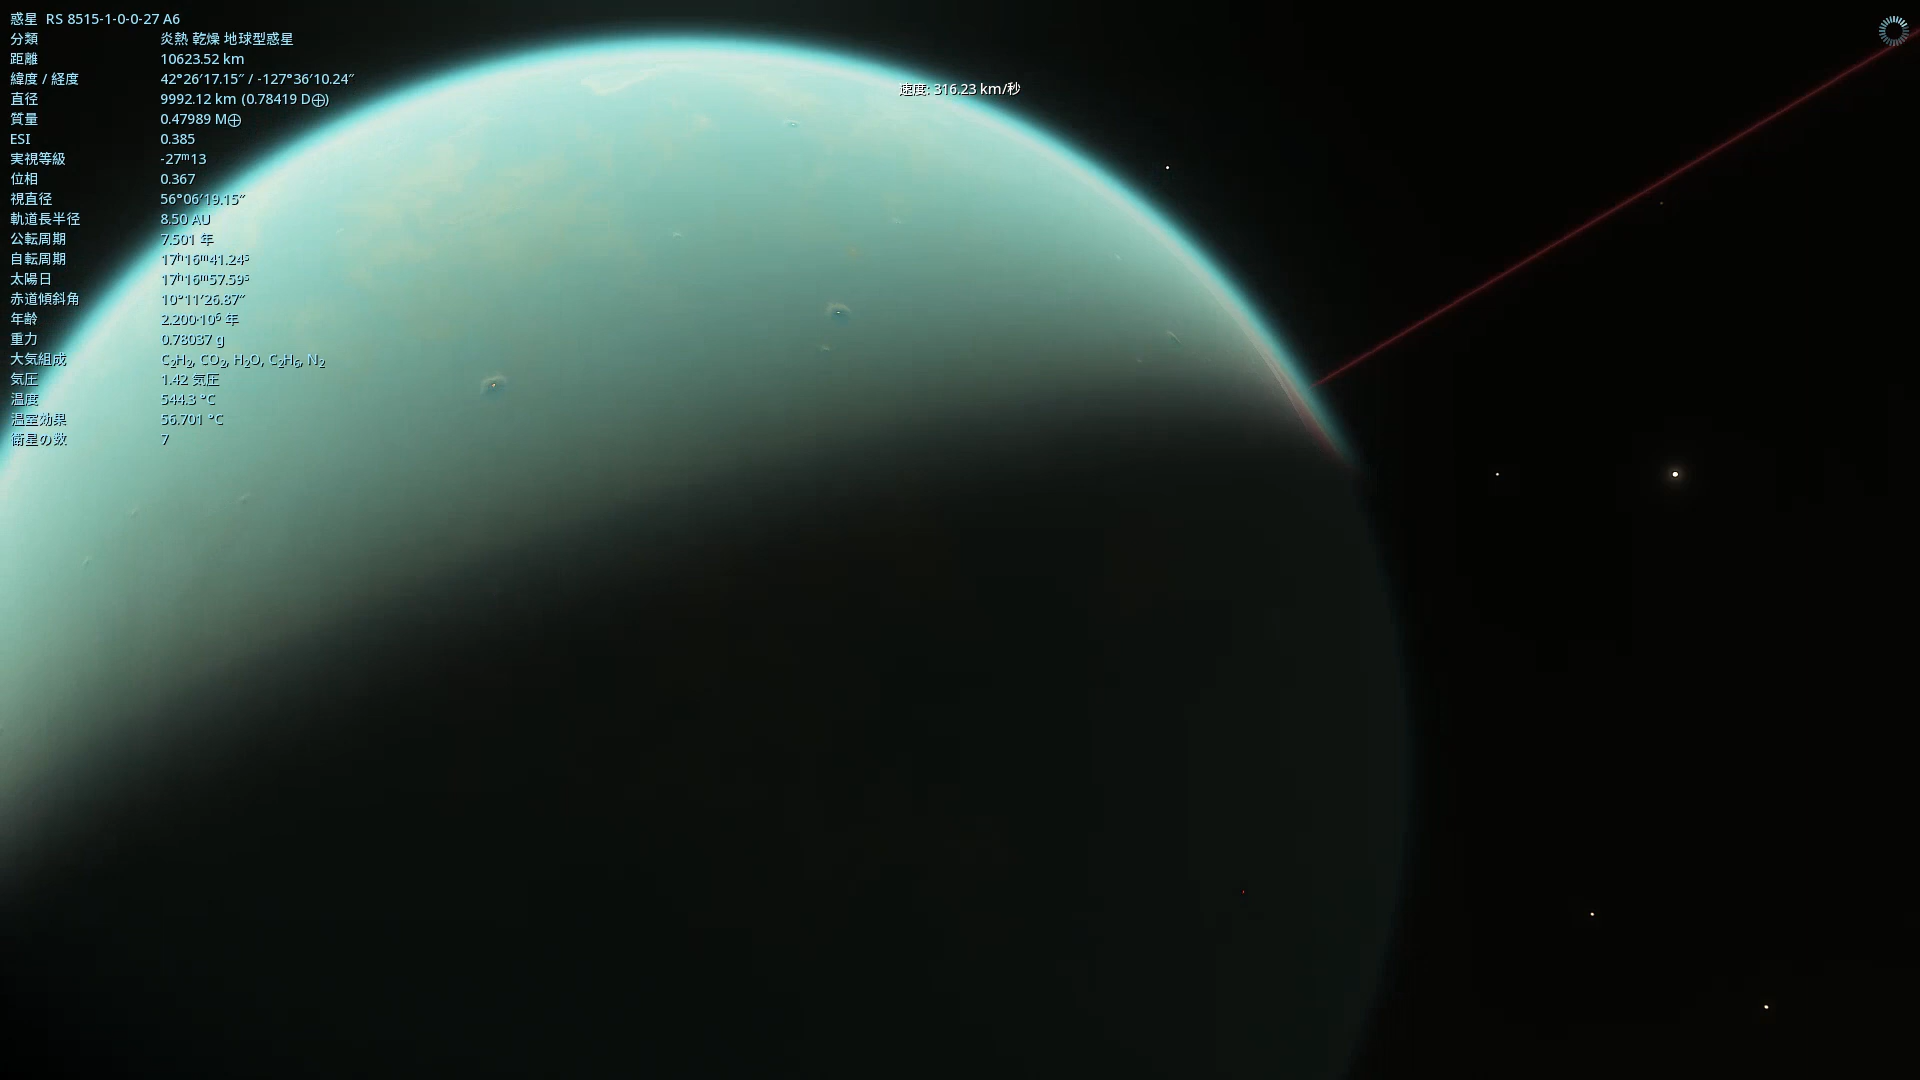 惑星 RS 8515-1-0-0-27 A6
分類 炎熱 乾燥 地球型惑星
距離 10623.52 km
緯度 / 経度 42°26′17.15″ / -127°36′10.24″
直径 9992.12 km (0.78419 D⊕)
速度: 316.23 km/秒
質量 0.47989 M⊕
ESI 0.385
実視等級 -27ᵐ13
位相 0.367
視直径 56°06′19.15″
軌道長半径 8.50 AU
公転周期 7.501 年
自転周期 17ʰ16ᵐ41.24ˢ
太陽日 17ʰ16ᵐ57.59ˢ
赤道傾斜角 10°11′26.87″
年齢 2.200·10⁶ 年
重力 0.78037 g
大気組成 C₂H₂, CO₂, H₂O, C₂H₆, N₂
気圧 1.42 気圧
温度 544.3 °C
温室効果 56.701 °C
衛星の数 7